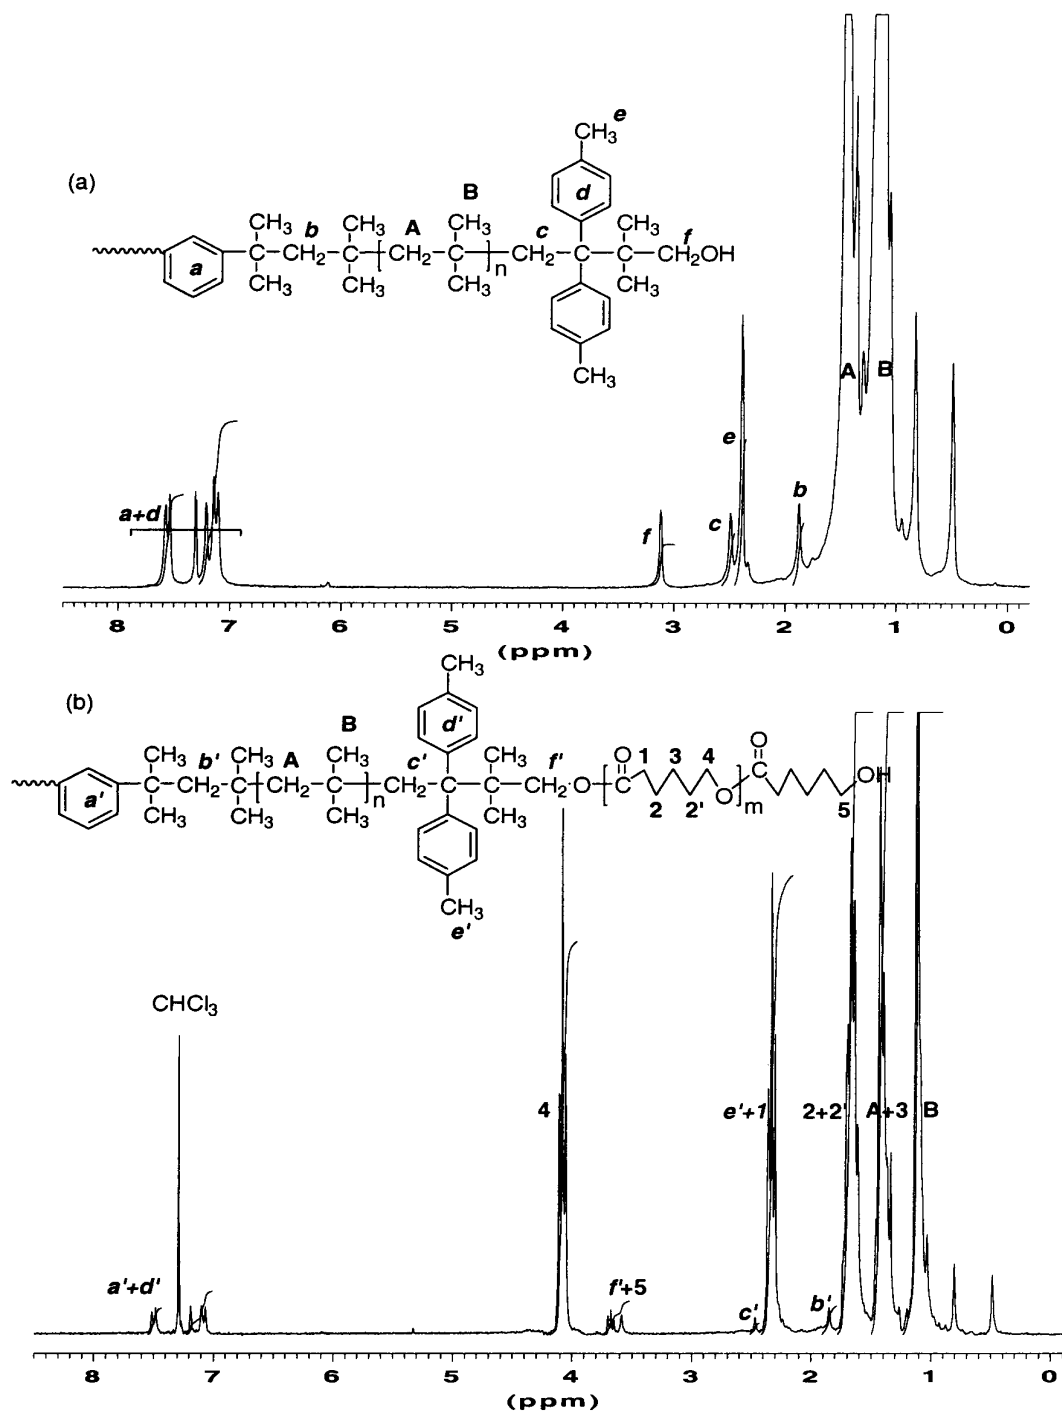 (a)
e
CH3
d
B
CH3 b CH3 A CH3 c CH3 f
CH2 CH2 CH2 CH2OH
a
CH3 CH3 CH3 n CH3
CH3
A B
e
b
a+d
f c
8 7 6 5 4 3 2 1 0
(ppm)
(b)
CH3
d'
B
CH3 b' CH3 A CH3 c' CH3 f' O 1 3 4 O
CH2 CH2 CH2 CH2 O O OH
a'
CH3 CH3 CH3 n CH3 2 2' m 5
CH3
e'
CHCl3
4 e'+1 2+2' A+3 B
a'+d' f'+5 c' b'
8 7 6 5 4 3 2 1 0
(ppm)